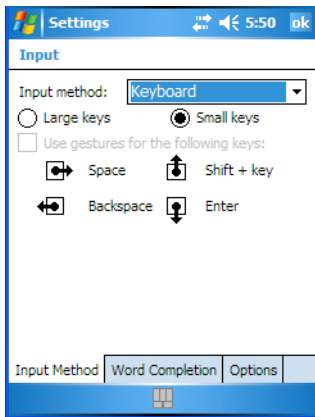 Settings 5:50 ok
Input
Input method: Keyboard
Large keys Small keys
Use gestures for the following keys:
Space Shift + key
Backspace Enter
Input Method Word Completion Options